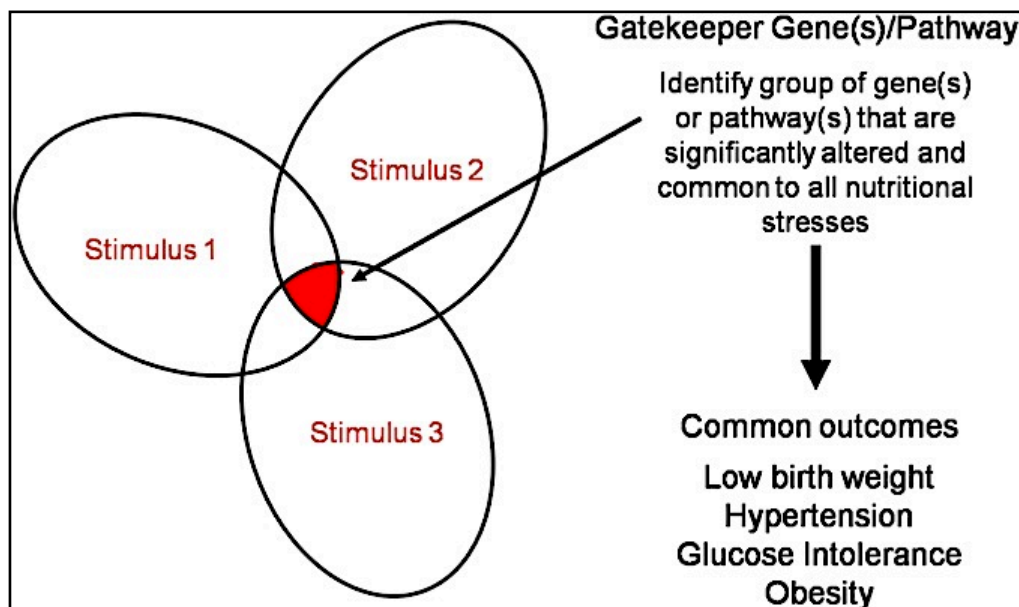 Gatekeeper Gene(s)/Pathway
Identify group of gene(s)
or pathway(s) that are
significantly altered and
common to all nutritional
stresses
Stimulus 2
Stimulus 1
Stimulus 3
Common outcomes
Low birth weight
Hypertension
Glucose Intolerance
Obesity